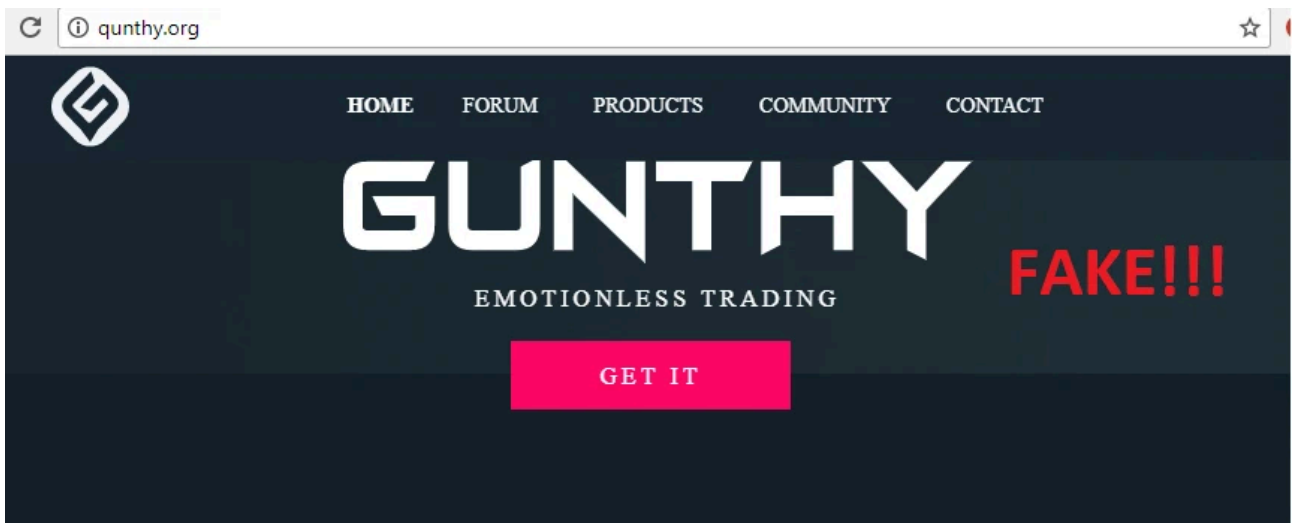 qunthy.org
HOME FORUM PRODUCTS COMMUNITY CONTACT
GUNTHY
FAKE!!!
EMOTIONLESS TRADING
GET IT